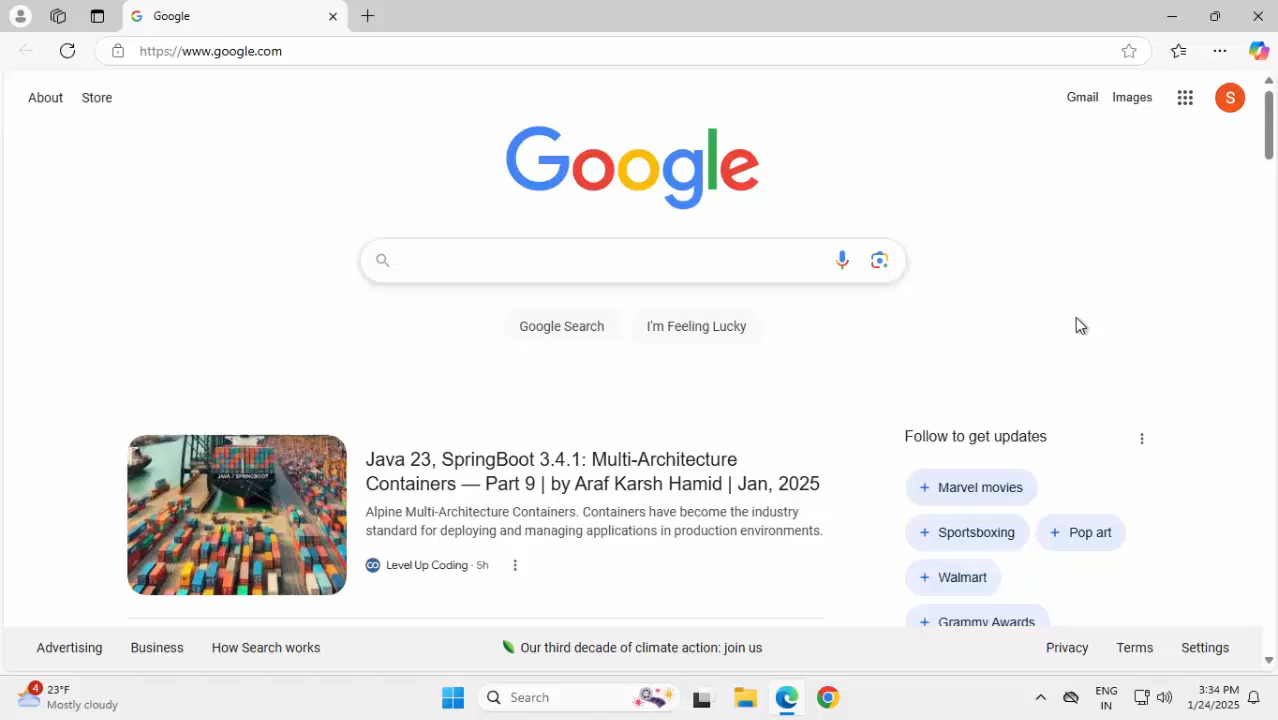 Google
https://www.google.com
About
Store
Gmail
Images
S
Google
Google Search
I'm Feeling Lucky
JAVA / SPRINGBOOT
Java 23, SpringBoot 3.4.1: Multi-Architecture
Containers — Part 9 | by Araf Karsh Hamid | Jan, 2025
Alpine Multi-Architecture Containers. Containers have become the industry
standard for deploying and managing applications in production environments.
Level Up Coding · 5h
Follow to get updates
+ Marvel movies
+ Sportsboxing
+ Pop art
+ Walmart
+ Grammy Awards
Advertising
Business
How Search works
Our third decade of climate action: join us
Privacy
Terms
Settings
4
23°F
Mostly cloudy
Search
ENG
IN
3:34 PM
1/24/2025